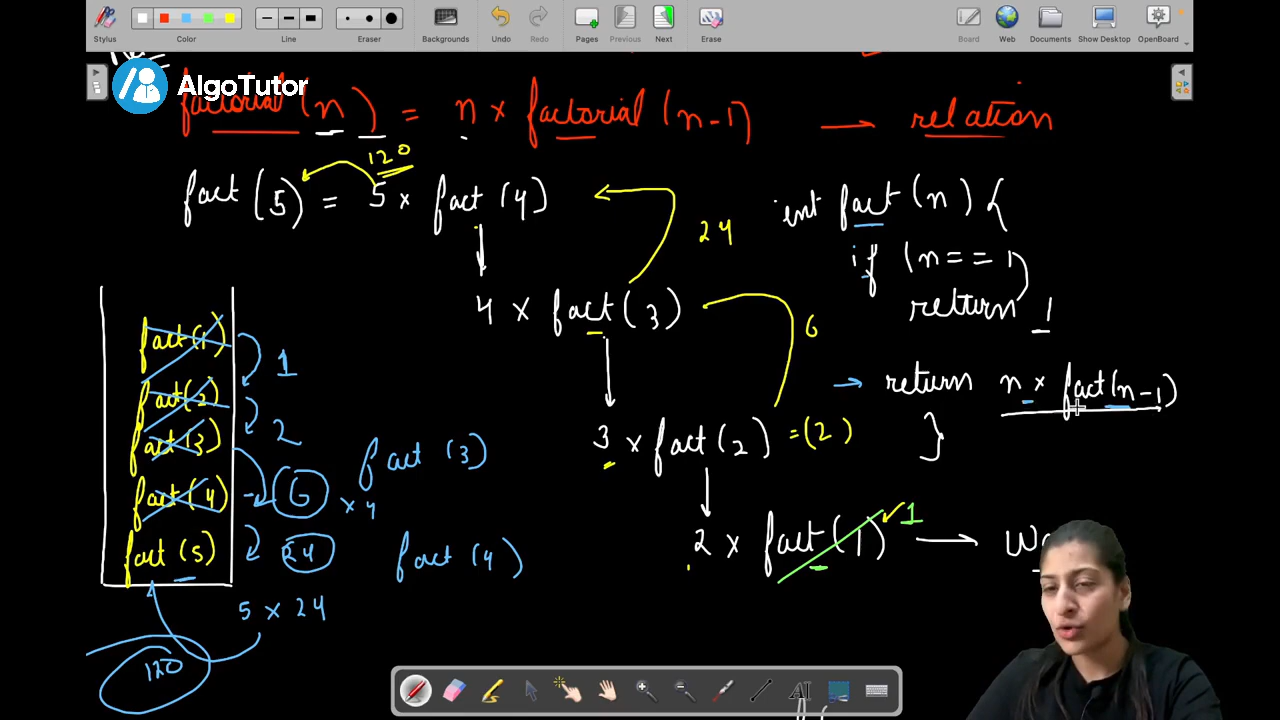 Stylus Color Line Eraser Backgrounds Undo Redo Pages Previous Next Erase Board Web Documents Show Desktop OpenBoard
AlgoTutor
factorial (n) = n × factorial (n-1) → relation
120
fact (5) = 5 × fact (4)
24
4 × fact (3)
6
3 × fact (2) = (2)
2 × fact (1) 1 →
int fact (n) {
if (n == 1)
return 1
→ return n × fact(n-1)
}
fact (1)
1
fact (2)
fact (3)
2
fact (4)
6 × 4
fact (5)
24
fact (3)
fact (4)
5 × 24
120